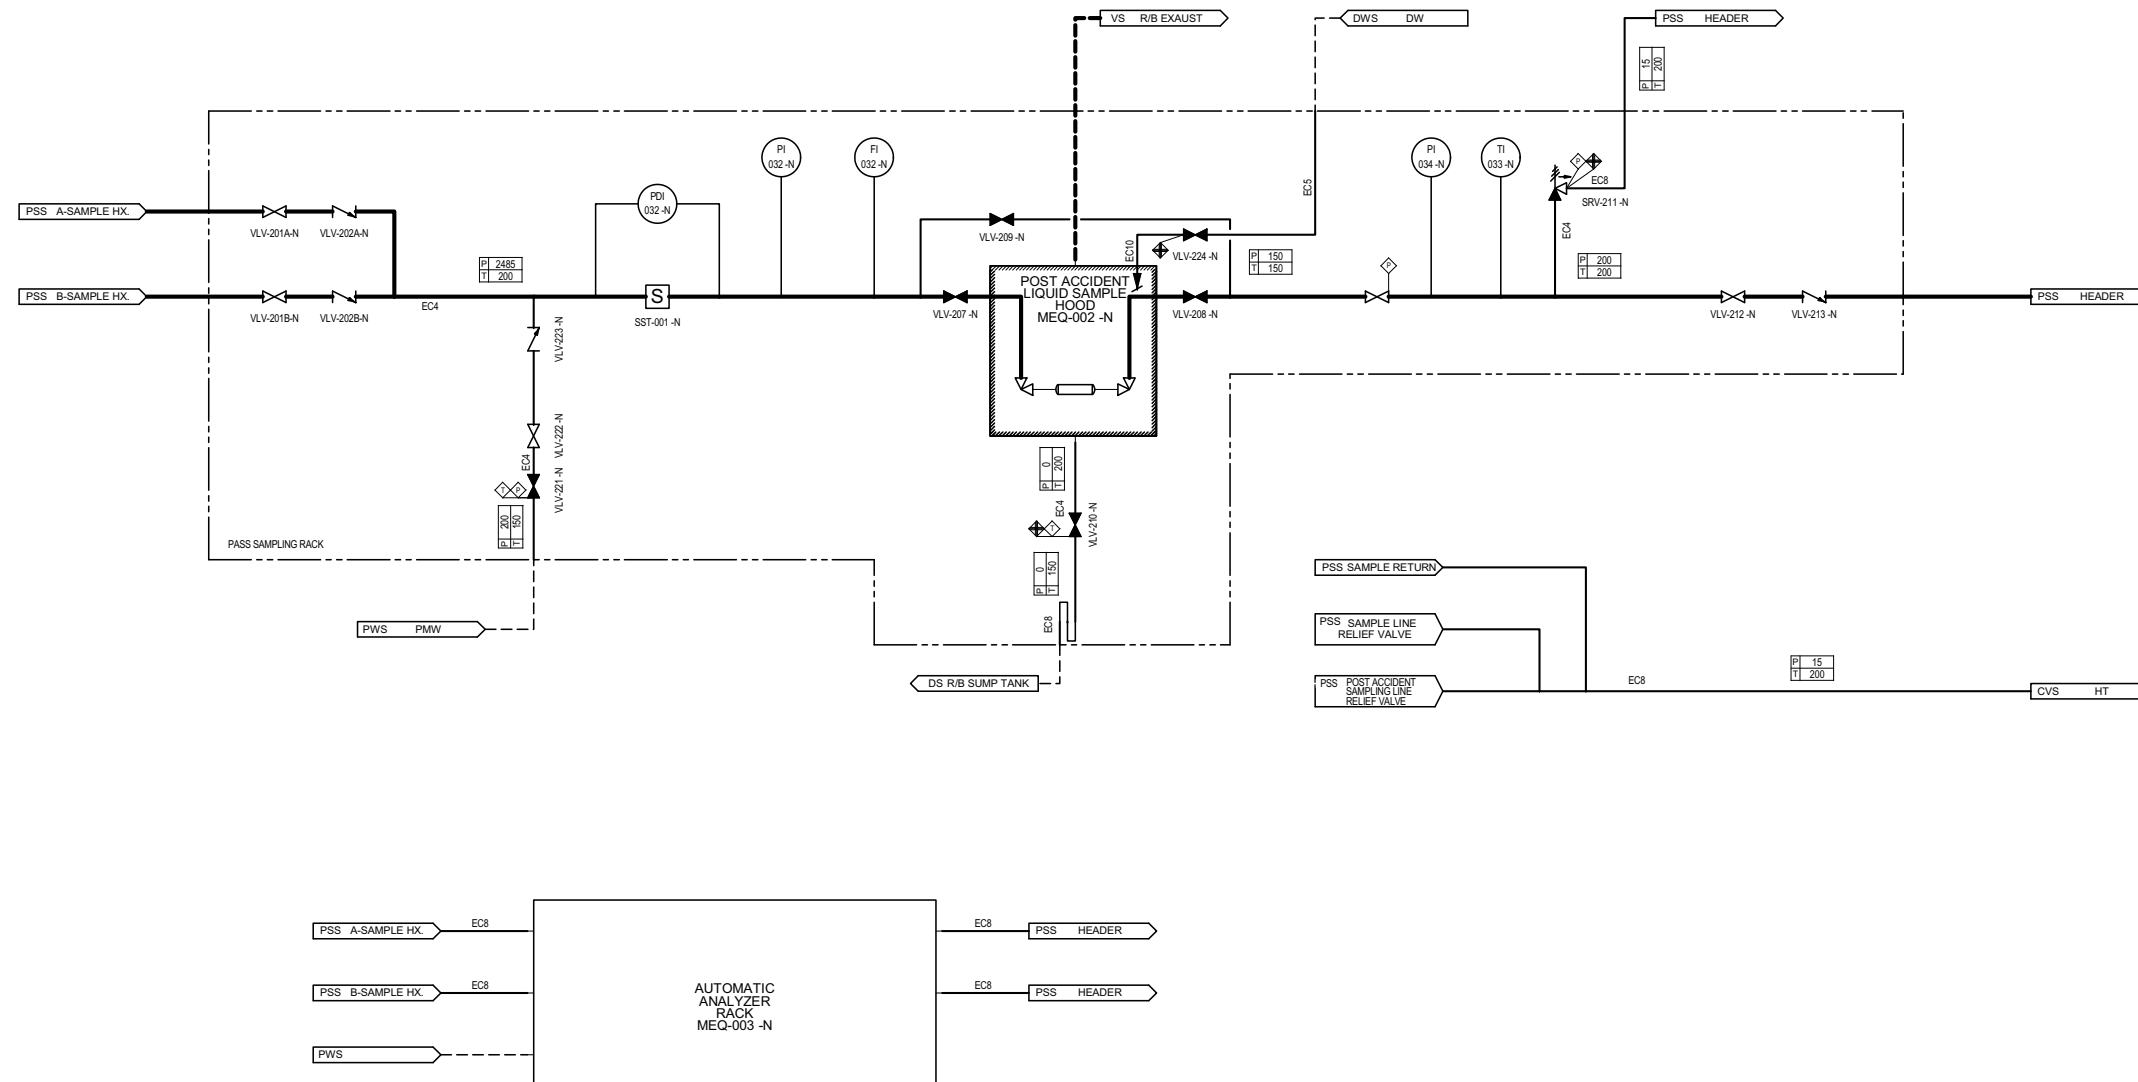 VS R/B EXAUST
DWS DW
PSS HEADER
P 15
T 200
PI
032 -N
FI
032 -N
PI
034 -N
TI
033 -N
P
EC8
SRV-211 -N
PDI
032 -N
EC5
EC4
PSS A-SAMPLE HX.
VLV-201A-N
VLV-202A-N
VLV-209 -N
EC10
VLV-224 -N
P 2485
T 200
P 150
T 150
P
P 200
T 200
PSS B-SAMPLE HX.
VLV-201B-N
VLV-202B-N
EC4
S
SST-001 -N
VLV-207 -N
POST ACCIDENT
LIQUID SAMPLE
HOOD
MEQ-002 -N
VLV-208 -N
VLV-212 -N
VLV-213 -N
PSS HEADER
VLV-223 -N
VLV-222 -N
EC4
VLV-221 -N
T P
P 200
T 150
P 0
T 200
EC4
VLV-210 -N
T
P 0
T 150
EC8
PASS SAMPLING RACK
PWS PMW
DS R/B SUMP TANK
PSS SAMPLE RETURN
PSS SAMPLE LINE
RELIEF VALVE
PSS POST ACCIDENT
SAMPLING LINE
RELIEF VALVE
EC8
P 15
T 200
CVS HT
PSS A-SAMPLE HX.
EC8
EC8
PSS HEADER
PSS B-SAMPLE HX.
EC8
EC8
PSS HEADER
AUTOMATIC
ANALYZER
RACK
MEQ-003 -N
PWS